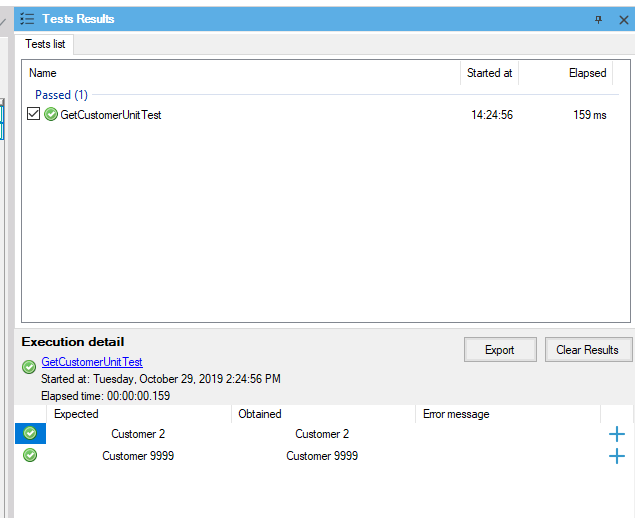 Tests Results
Tests list
Name Started at Elapsed
Passed (1)
GetCustomerUnitTest 14:24:56 159 ms
Execution detail
Export Clear Results
GetCustomerUnitTest
Started at: Tuesday, October 29, 2019 2:24:56 PM
Elapsed time: 00:00:00.159
Expected Obtained Error message
Customer 2 Customer 2
Customer 9999 Customer 9999